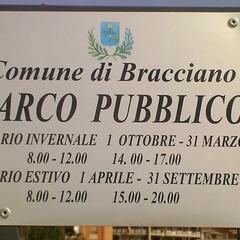 Comune di Bracciano
ARCO PUBBLICO
RIO INVERNALE 1 OTTOBRE - 31 MARZO
8.00 - 12.00 14.00 - 17.00
RIO ESTIVO 1 APRILE - 31 SETTEMBRE
8.00 - 12.00 15.00 - 20.00